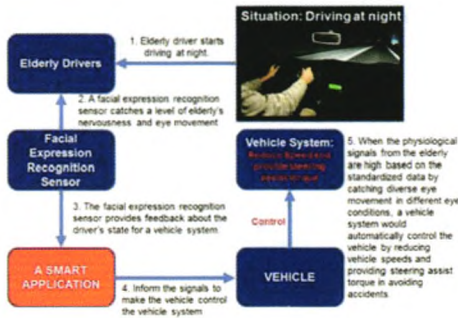 Situation: Driving at night
Elderly Drivers
1. Elderly driver starts
driving at night.
2. A facial expression recognition
sensor catches a level of elderly's
nervousness and eye movement
Facial
Expression
Recognition
Sensor
Vehicle System:
Reduce Speed and
provide steering
assist torque
3. The facial expression recognition
sensor provides feedback about the
driver's state for a vehicle system.
Control
A SMART
APPLICATION
4. Inform the signals to
make the vehicle control
the vehicle system
VEHICLE
5. When the physiological
signals from the elderly
are high based on the
standardized data by
catching diverse eye
movement in different eye
conditions, a vehicle
system would
automatically control the
vehicle by reducing
vehicle speeds and
providing steering assist
torque in avoiding
accidents